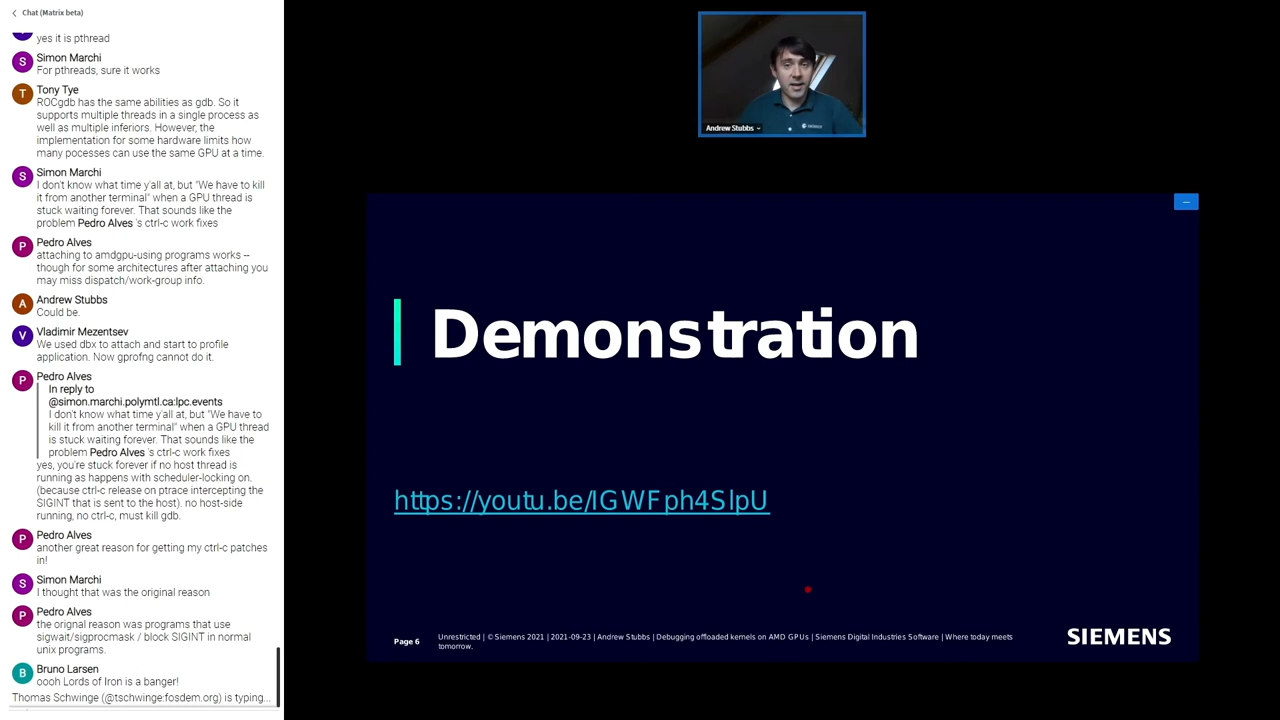 Chat (Matrix beta)
yes it is pthread
S
Simon Marchi
For pthreads, sure it works
T
Tony Tye
ROCgdb has the same abilities as gdb. So it
supports multiple threads in a single process as
well as multiple inferiors. However, the
implementation for some hardware limits how
many pocesses can use the same GPU at a time.
S
Simon Marchi
I don't know what time y'all at, but "We have to kill
it from another terminal" when a GPU thread is
stuck waiting forever. That sounds like the
problem Pedro Alves 's ctrl-c work fixes
P
Pedro Alves
attaching to amdgpu-using programs works --
though for some architectures after attaching you
may miss dispatch/work-group info.
A
Andrew Stubbs
Could be.
V
Vladimir Mezentsev
We used dbx to attach and start to profile
application. Now gprofng cannot do it.
P
Pedro Alves
In reply to
@simon.marchi.polymtl.ca:lpc.events
I don't know what time y'all at, but "We have to
kill it from another terminal" when a GPU thread
is stuck waiting forever. That sounds like the
problem Pedro Alves 's ctrl-c work fixes
yes, you're stuck forever if no host thread is
running as happens with scheduler-locking on.
(because ctrl-c release on ptrace intercepting the
SIGINT that is sent to the host). no host-side
running, no ctrl-c, must kill gdb.
P
Pedro Alves
another great reason for getting my ctrl-c patches
in!
S
Simon Marchi
I thought that was the original reason
P
Pedro Alves
the orignal reason was programs that use
sigwait/sigprocmask / block SIGINT in normal
unix programs.
B
Bruno Larsen
oooh Lords of Iron is a banger!
Thomas Schwinge (@tschwinge:fosdem.org) is typing...
Andrew Stubbs
Demonstration
https://youtu.be/IGWFph4SlpU
Page 6
Unrestricted | © Siemens 2021 | 2021-09-23 | Andrew Stubbs | Debugging offloaded kernels on AMD GPUs | Siemens Digital Industries Software | Where today meets
tomorrow.
SIEMENS